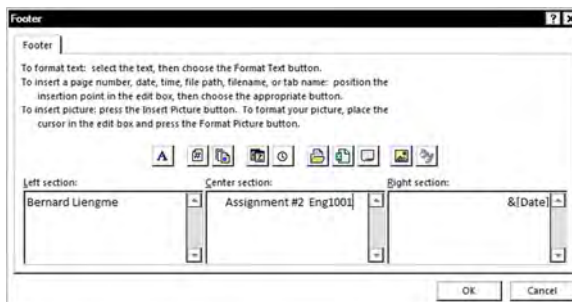 Footer
Footer
To format text: select the text, then choose the Format Text button.
To insert a page number, date, time, file path, filename, or tab name: position the
insertion point in the edit box, then choose the appropriate button.
To insert picture: press the Insert Picture button. To format your picture, place the
cursor in the edit box and press the Format Picture button.
A
Left section: Center section: Right section:
Bernard Liengme Assignment #2 Eng1001 &[Date]
OK Cancel